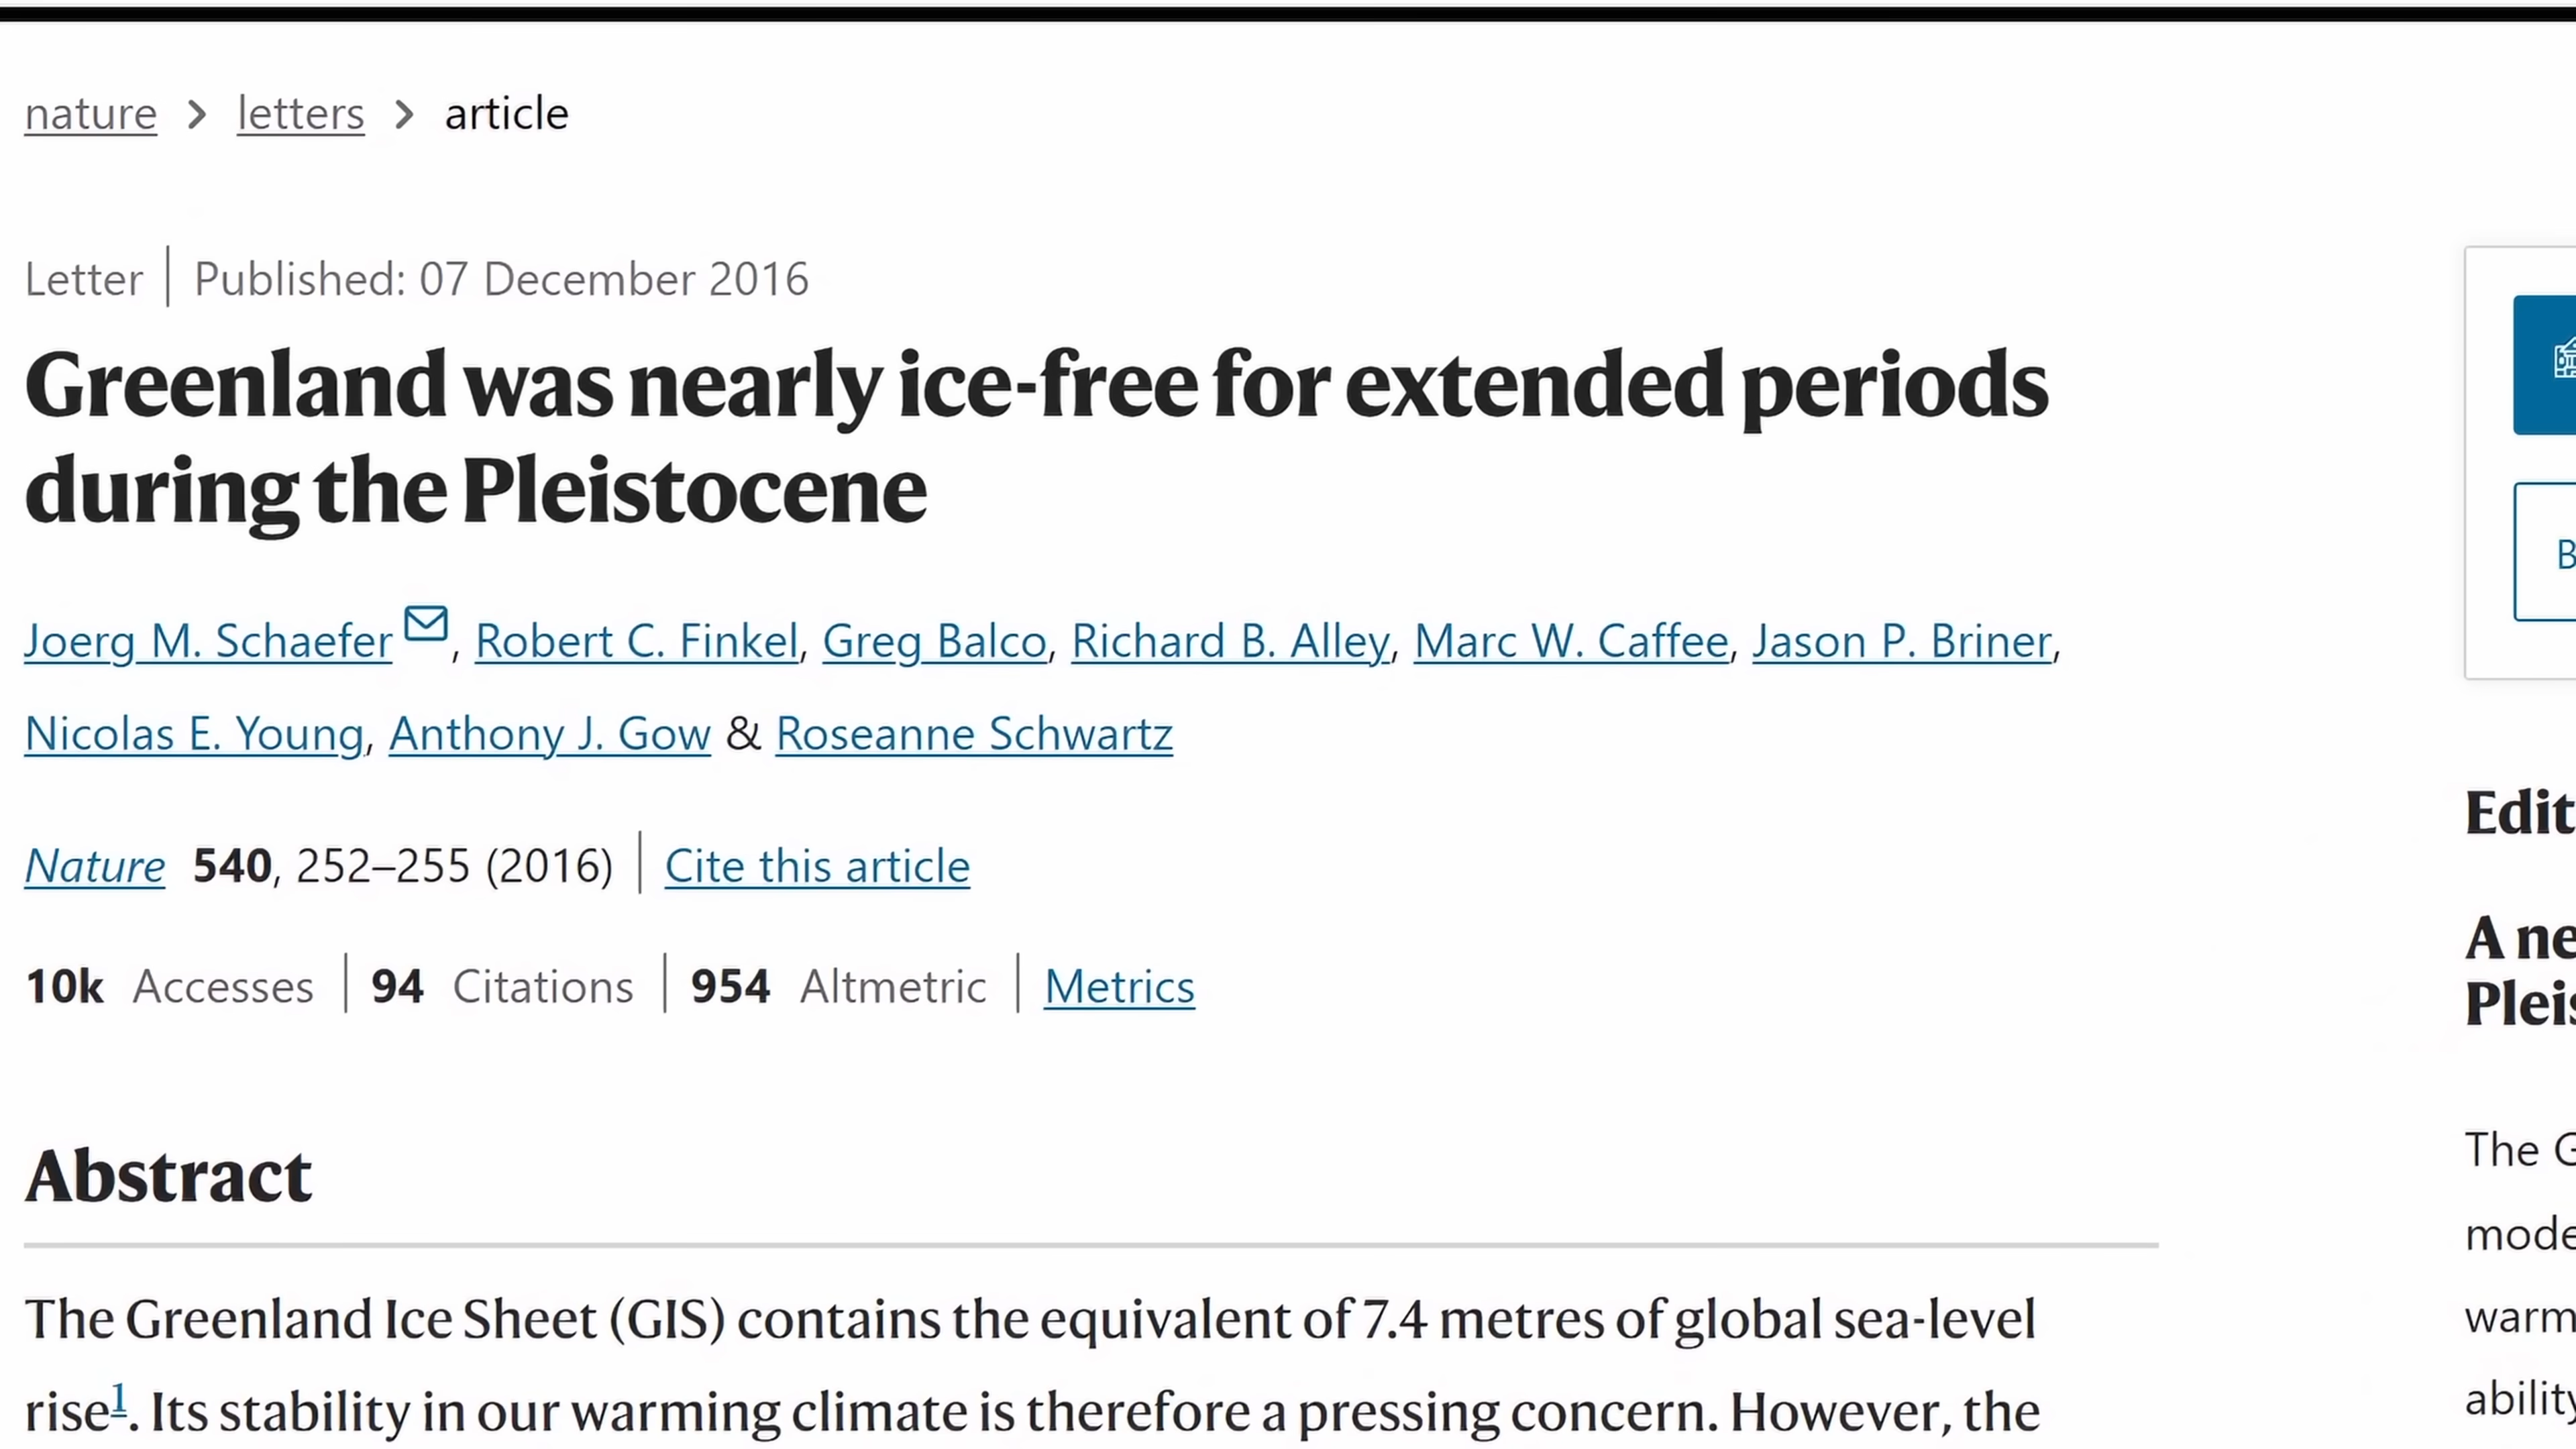 nature > letters > article
Letter | Published: 07 December 2016
Greenland was nearly ice-free for extended periods
during the Pleistocene
Joerg M. Schaefer, Robert C. Finkel, Greg Balco, Richard B. Alley, Marc W. Caffee, Jason P. Briner,
Nicolas E. Young, Anthony J. Gow & Roseanne Schwartz
Nature 540, 252–255 (2016) | Cite this article
10k Accesses | 94 Citations | 954 Altmetric | Metrics
Abstract
The Greenland Ice Sheet (GIS) contains the equivalent of 7.4 metres of global sea-level
rise1. Its stability in our warming climate is therefore a pressing concern. However, the
B
Edit
A ne
Pleis
The G
mode
warm
ability